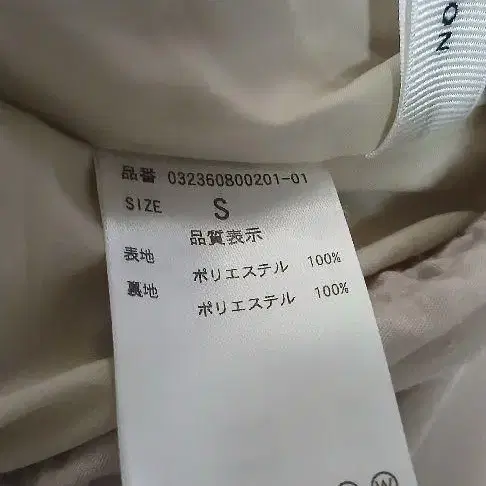 品番 032360800201-01
SIZE S
品質表示
表地 ポリエステル 100%
裏地 ポリエステル 100%
W
ON